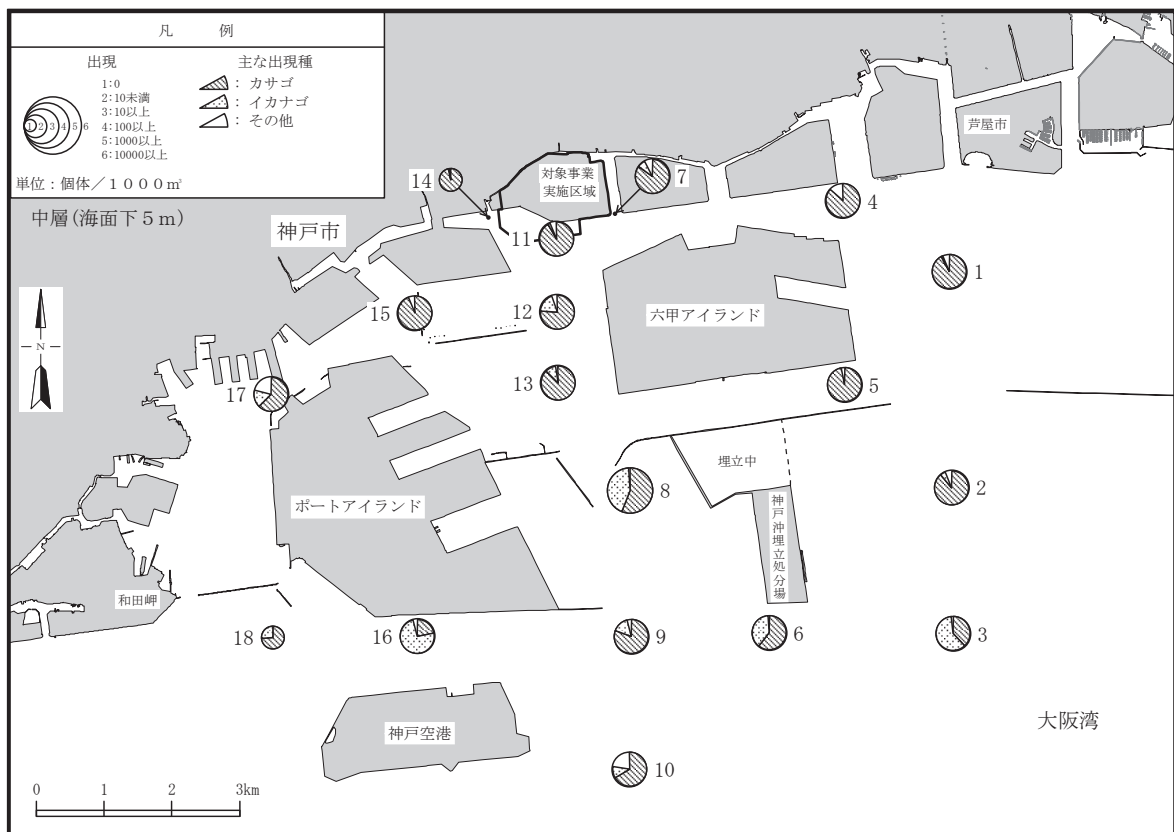 凡 例
出現
1:0
2:10未満
3:10以上
4:100以上
5:1000以上
6:10000以上
1 2 3 4 5 6
主な出現種
: カサゴ
: イカナゴ
: その他
単位：個体／１０００㎥
中層(海面下５ｍ)
神戸市
芦屋市
対象事業
実施区域
14
7
4
11
1
15
12
六甲アイランド
N
17
13
5
埋立中
8
2
ポートアイランド
神戸沖埋立処分場
和田岬
18
16
9
6
3
大阪湾
神戸空港
10
0 1 2 3km